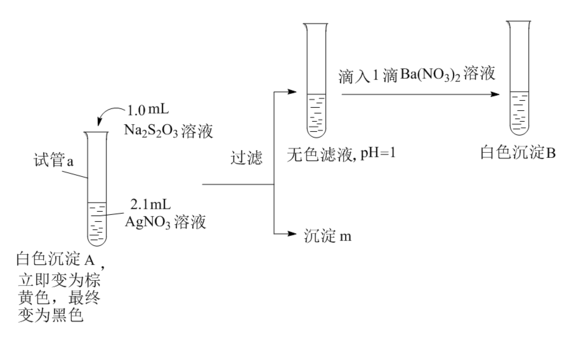 1.0 mL
Na₂S₂O₃ 溶液
试管 a
2.1mL
AgNO₃ 溶液
白色沉淀 A ,
立即变为棕
黄色，最终
变为黑色
过滤
无色滤液, pH=1
滴入 1 滴 Ba(NO₃)₂ 溶液
白色沉淀 B
沉淀 m